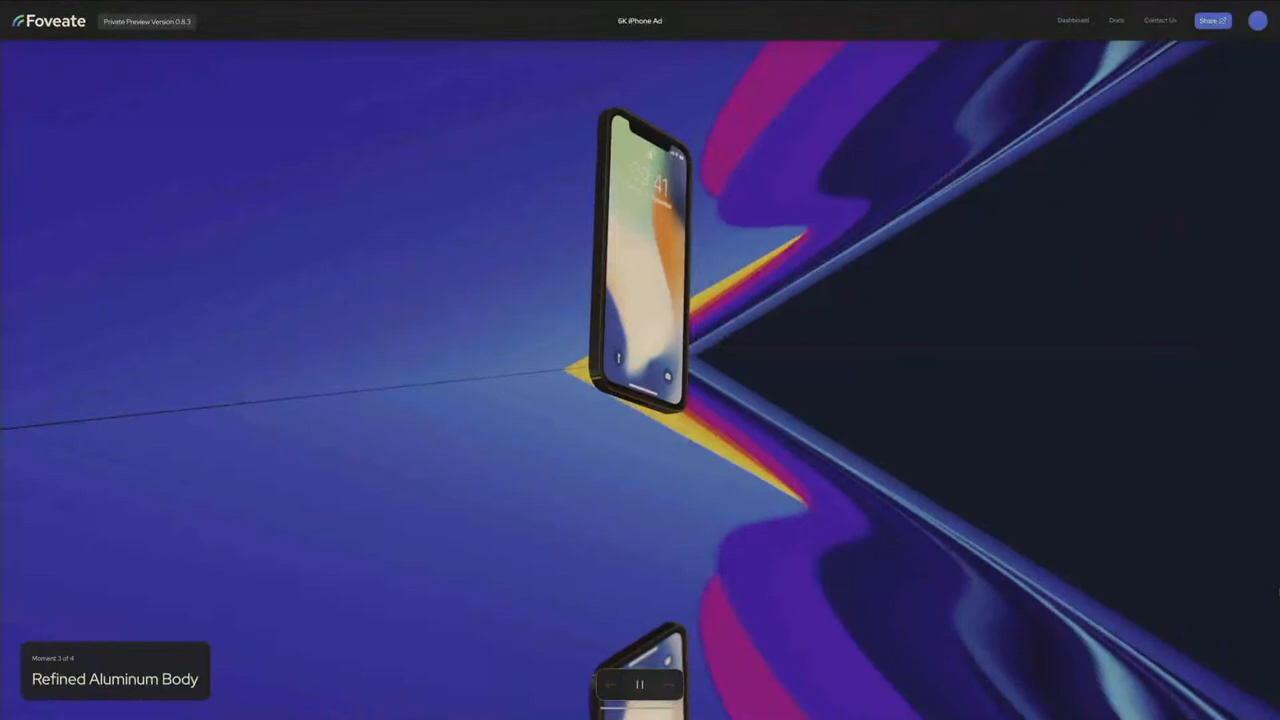 Foveate
Private Preview Version 0.8.3
6K iPhone Ad
Dashboard
Docs
Contact Us
Share
09:41
Moment 3 of 4
Refined Aluminum Body